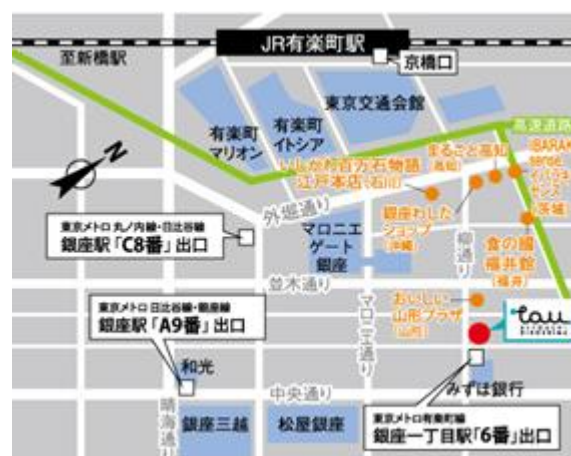 JR有楽町駅
至新橋駅
京橋口
東京交通会館
有楽町
マリオン
有楽町
イトシア
高速道路
いしかわ百万石物語
江戸本店(石川)
まるごと高知
(高知)
IBARAKI
sense
イバラキ
センス
(茨城)
N
外堀通り
銀座わした
ショップ
(沖縄)
柳通り
食の國
福井館
(福井)
東京メトロ 丸ノ内線・日比谷線
銀座駅「C8番」出口
マロニエ
ゲート
銀座
並木通り
マロニエ通り
おいしい
山形プラザ
(山形)
tau
東京メトロ 日比谷線・銀座線
銀座駅「A9番」出口
和光
晴海通り
中央通り
みずほ銀行
銀座三越
松屋銀座
東京メトロ有楽町線
銀座一丁目駅「6番」出口